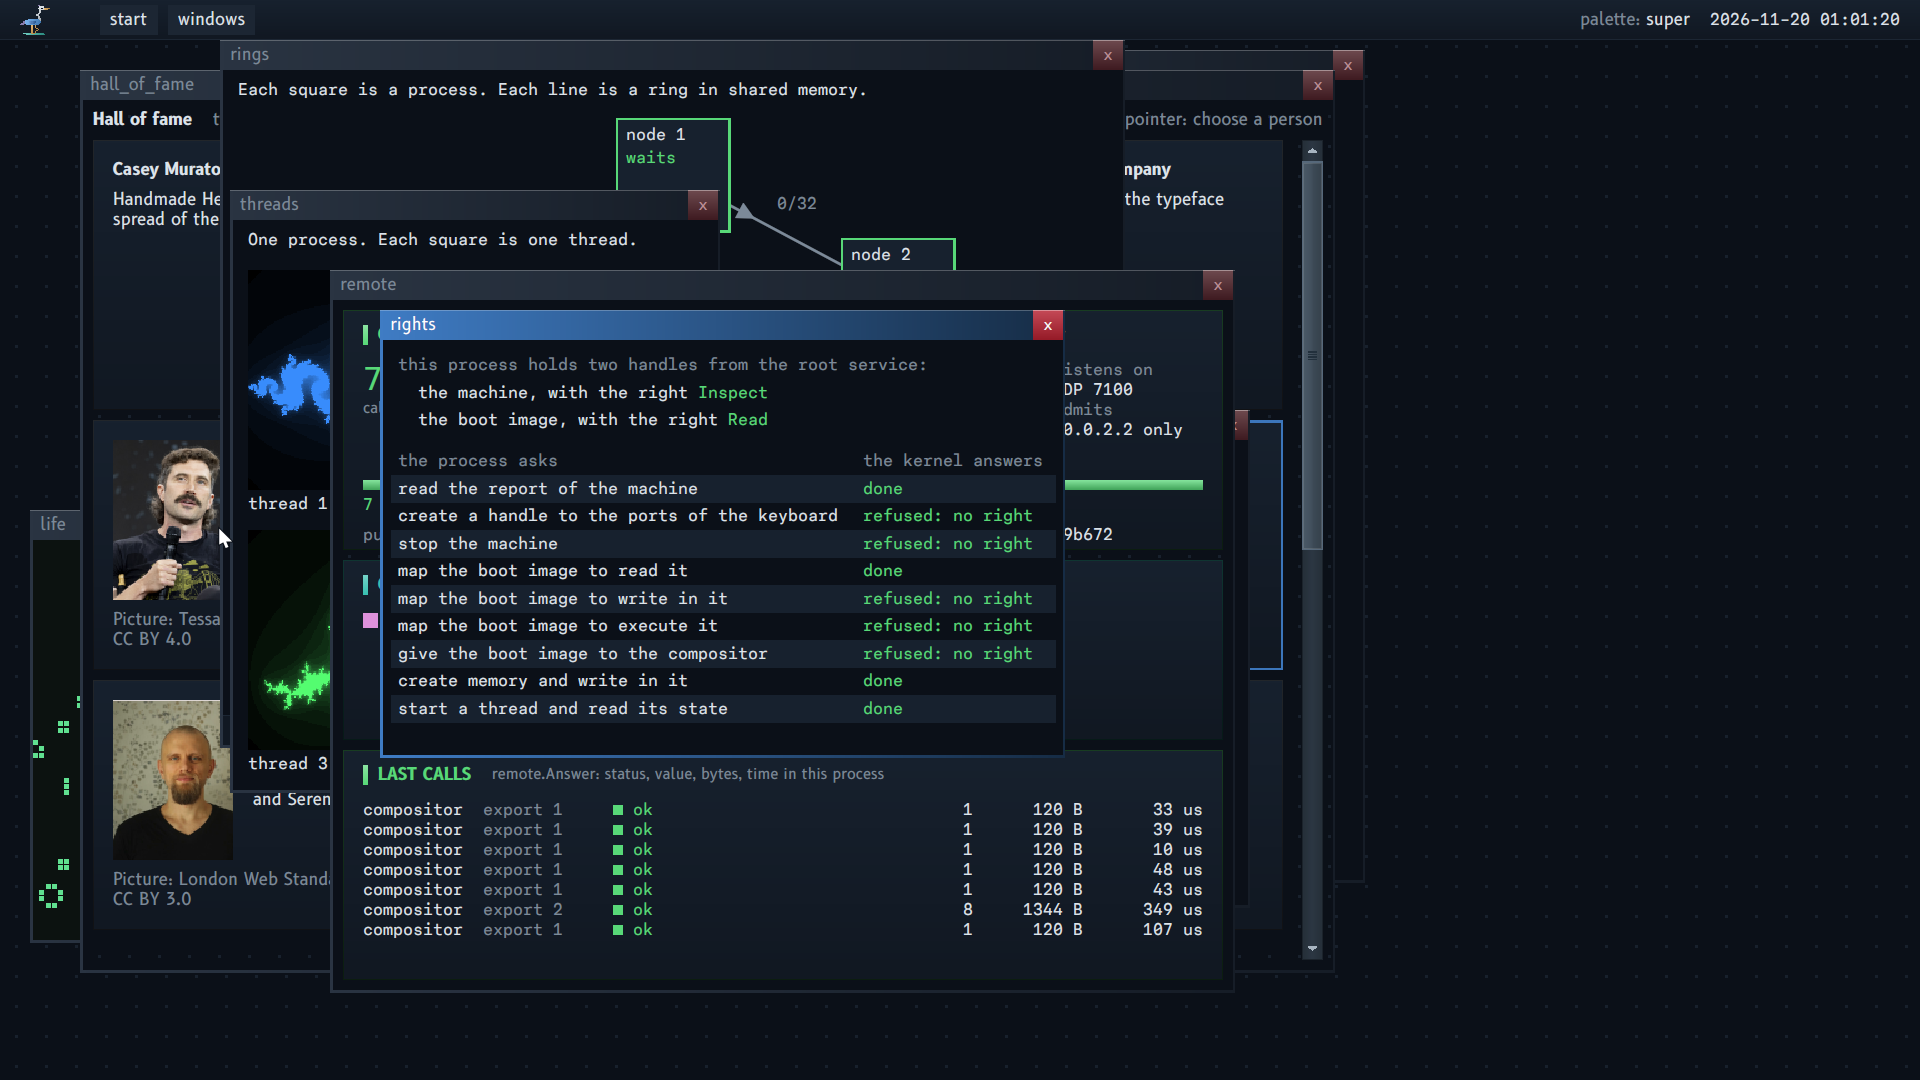 start
windows
palette: super
2026-11-20 01:01:20
rings
x
x
hall_of_fame
x
Each square is a process. Each line is a ring in shared memory.
Hall of fame
pointer: choose a person
node 1
waits
Casey Murato
Handmade He
spread of the
mpany
the typeface
threads
x
0/32
One process. Each square is one thread.
node 2
remote
x
rights
x
this process holds two handles from the root service:
the machine, with the right Inspect
the boot image, with the right Read
7
istens on
DP 7100
dmits
0.0.2.2 only
the process asks
the kernel answers
read the report of the machine
done
create a handle to the ports of the keyboard
refused: no right
stop the machine
refused: no right
map the boot image to read it
done
map the boot image to write in it
refused: no right
map the boot image to execute it
refused: no right
give the boot image to the compositor
refused: no right
create memory and write in it
done
start a thread and read its state
done
thread 1
7
pu
9b672
life
Picture: Tessa
CC BY 4.0
thread 3
and Seren
Picture: London Web Standa
CC BY 3.0
LAST CALLS
remote.Answer: status, value, bytes, time in this process
compositor export 1 ok 1 120 B 33 us
compositor export 1 ok 1 120 B 39 us
compositor export 1 ok 1 120 B 10 us
compositor export 1 ok 1 120 B 48 us
compositor export 1 ok 1 120 B 43 us
compositor export 2 ok 8 1344 B 349 us
compositor export 1 ok 1 120 B 107 us